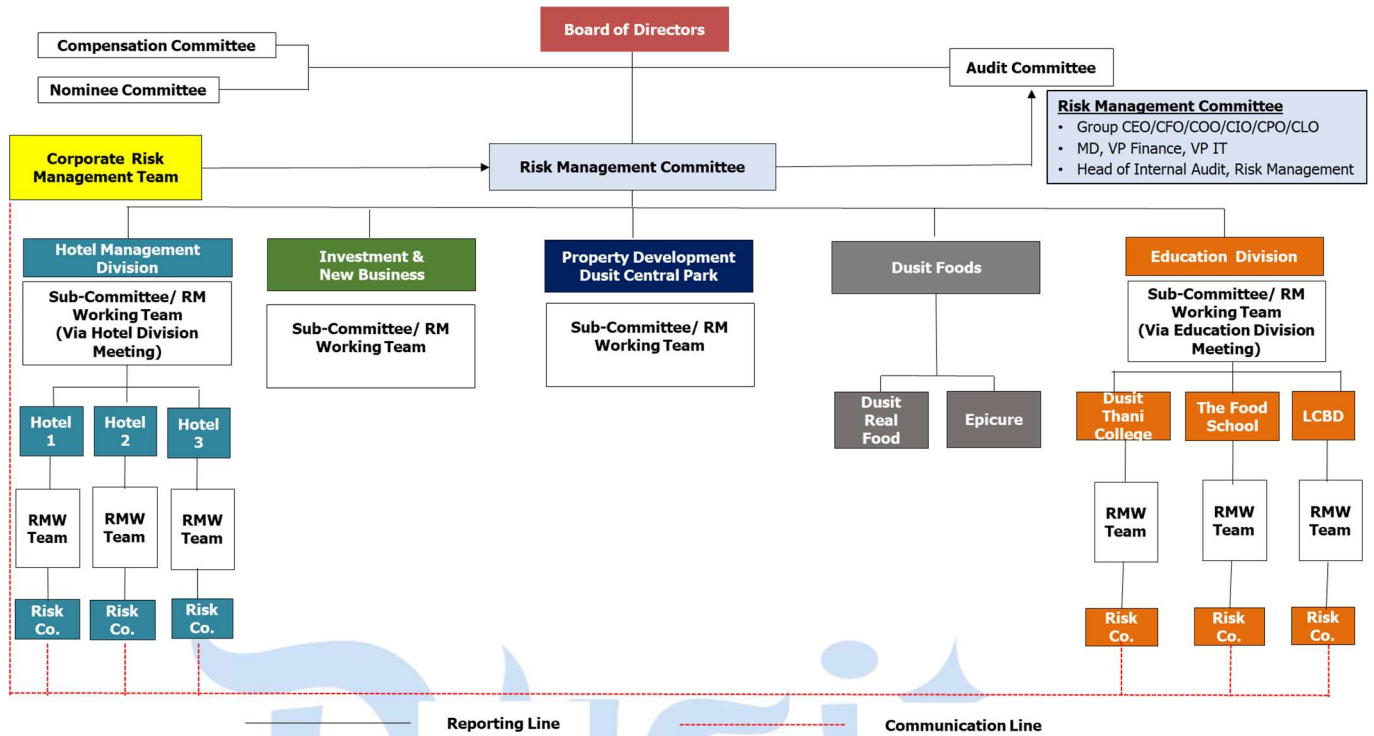 Board of Directors
Compensation Committee
Nominee Committee
Audit Committee
Risk Management Committee
• Group CEO/CFO/COO/CIO/CPO/CLO
• MD, VP Finance, VP IT
• Head of Internal Audit, Risk Management
Corporate Risk
Management Team
Risk Management Committee
Hotel Management
Division
Sub-Committee/ RM
Working Team
(Via Hotel Division
Meeting)
Hotel
1
Hotel
2
Hotel
3
RMW
Team
RMW
Team
RMW
Team
Risk
Co.
Risk
Co.
Risk
Co.
Investment &
New Business
Sub-Committee/ RM
Working Team
Property Development
Dusit Central Park
Sub-Committee/ RM
Working Team
Dusit Foods
Dusit
Real
Food
Epicure
Education Division
Sub-Committee/ RM
Working Team
(Via Education Division
Meeting)
Dusit
Thani
College
The Food
School
LCBD
RMW
Team
RMW
Team
RMW
Team
Risk
Co.
Risk
Co.
Risk
Co.
Dusit
Reporting Line
Communication Line